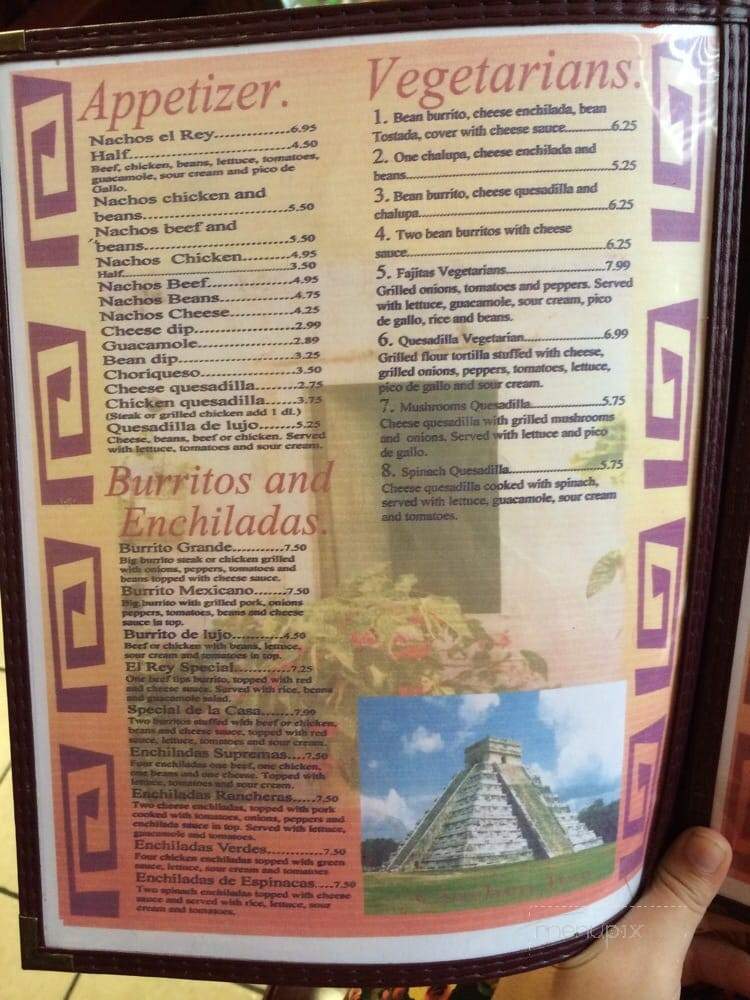 Appetizer.
Nachos el Rey...............6.95
Half...............................4.50
Beef, chicken, beans, lettuce, tomatoes,
guacamole, sour cream and pico de
Gallo.
Nachos chicken and
beans...........................5.50
Nachos beef and
beans...........................5.50
Nachos Chicken.........4.95
Half...............................3.50
Nachos Beef................4.95
Nachos Beans.............4.75
Nachos Cheese...........4.25
Cheese dip..................2.99
Guacamole..................2.89
Bean dip......................3.25
Choriqueso.................3.50
Cheese quesadilla.......2.75
Chicken quesadilla.....3.75
(Steak or grilled chicken add 1 dl.)
Quesadilla de lujo......5.25
Cheese, beans, beef or chicken. Served
with lettuce, tomatoes and sour cream.
Burritos and
Enchiladas.
Burrito Grande............7.50
Big burrito steak or chicken grilled
with onions, peppers, tomatoes and
beans topped with cheese sauce.
Burrito Mexicano.......7.50
Big burrito with grilled pork, onions
peppers, tomatoes, beans and cheese
sauce in top.
Burrito de lujo............4.50
Beef or chicken with beans, lettuce,
sour cream and tomatoes in top.
El Rey Special............7.25
One beef tips burrito, topped with red
and cheese sauce. Served with rice, beans
and guacamole salad.
Special de la Casa.......7.99
Two burritos stuffed with beef or chicken,
beans and cheese sauce, topped with red
sauce, lettuce, tomatoes and sour cream.
Enchiladas Supremas....7.50
Four enchiladas one beef, one chicken,
one beans and one cheese. Topped with
lettuce, tomatoes and sour cream.
Enchiladas Rancheras.....7.50
Two cheese enchiladas, topped with pork
cooked with tomatoes, onions, peppers and
enchilada sauce in top. Served with lettuce,
guacamole and tomatoes.
Enchiladas Verdes..........7.50
Four chicken enchiladas topped with green
sauce, lettuce, sour cream and tomatoes
Enchiladas de Espinacas....7.50
Two spinach enchiladas topped with cheese
sauce and served with rice, lettuce, sour
cream and tomatoes.
Vegetarians.
1. Bean burrito, cheese enchilada, bean
Tostada, cover with cheese sauce............6.25
2. One chalupa, cheese enchilada and
beans......................................................5.25
3. Bean burrito, cheese quesadilla and
chalupa...................................................6.25
4. Two bean burritos with cheese
sauce......................................................6.25
5. Fajitas Vegetarians............................7.99
Grilled onions, tomatoes and peppers. Served
with lettuce, guacamole, sour cream, pico
de gallo, rice and beans.
6. Quesadilla Vegetarian.......................6.99
Grilled flour tortilla stuffed with cheese,
grilled onions, peppers, tomatoes, lettuce,
pico de gallo and sour cream.
7. Mushrooms Quesadilla....................5.75
Cheese quesadilla with grilled mushrooms
and onions. Served with lettuce and pico
de gallo.
8. Spinach Quesadilla...........................5.75
Cheese quesadilla cooked with spinach,
served with lettuce, guacamole, sour cream
and tomatoes.
menupix